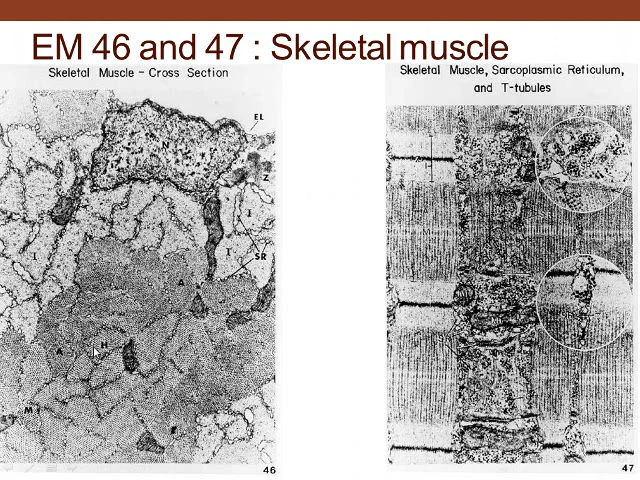 EM 46 and 47 : Skeletal muscle
Skeletal Muscle - Cross Section
EL
N
I
I
I
SR
A
A
H
M
46
Skeletal Muscle, Sarcoplasmic Reticulum,
and T-tubules
47